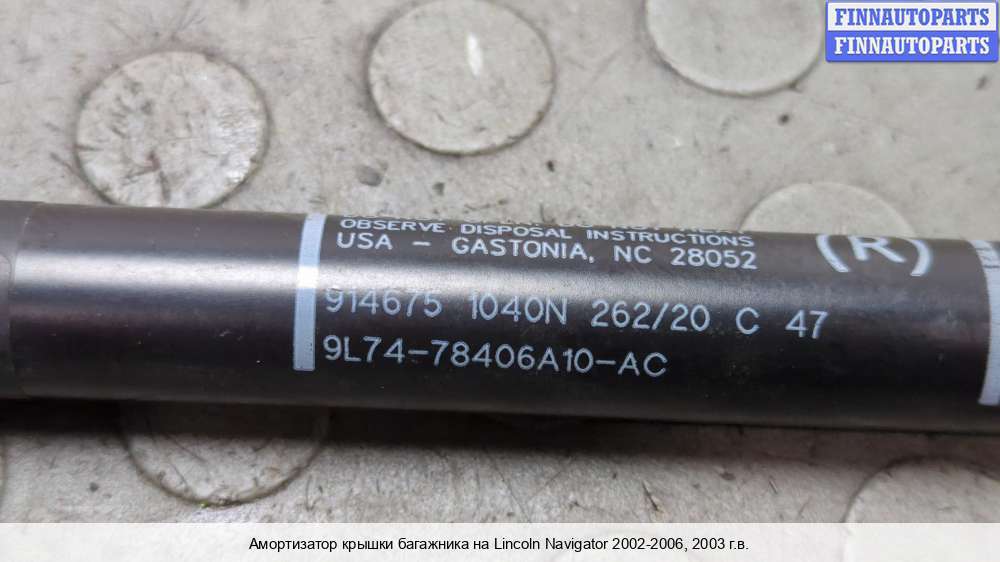 FINNAUTOPARTS
FINNAUTOPARTS
OBSERVE DISPOSAL INSTRUCTIONS
USA - GASTONIA, NC 28052
(R)
914675 1040N 262/20 C 47
9L74-78406A10-AC
Амортизатор крышки багажника на Lincoln Navigator 2002-2006, 2003 г.в.